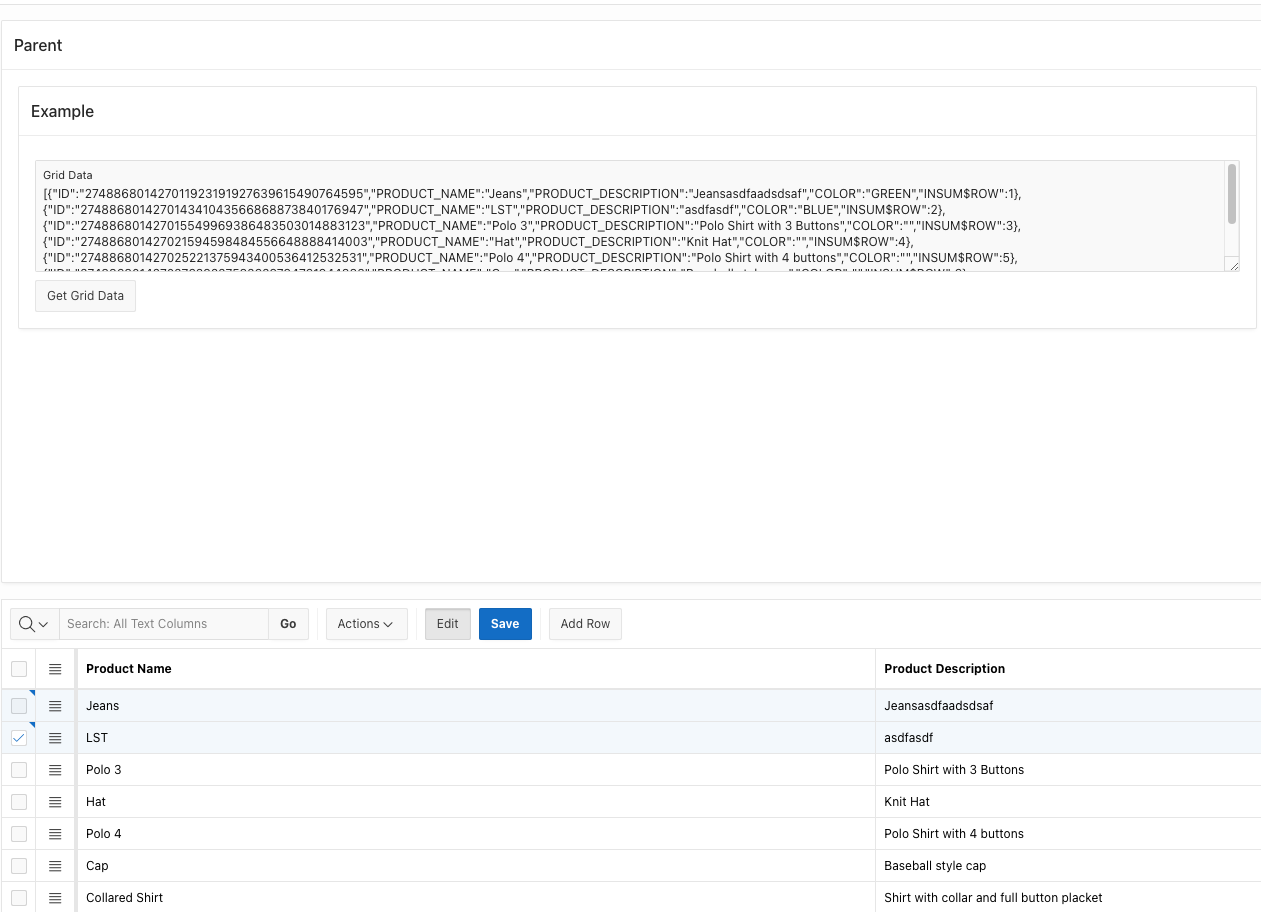 Parent
Example
Grid Data
[{"ID":"274886801427011923191927639615490764595","PRODUCT_NAME":"Jeans","PRODUCT_DESCRIPTION":"Jeansasdfaadsdsaf","COLOR":"GREEN","INSUM$ROW":1},
{"ID":"274886801427014341043566868873840176947","PRODUCT_NAME":"LST","PRODUCT_DESCRIPTION":"asdfasdf","COLOR":"BLUE","INSUM$ROW":2},
{"ID":"274886801427015549969386483503014883123","PRODUCT_NAME":"Polo 3","PRODUCT_DESCRIPTION":"Polo Shirt with 3 Buttons","COLOR":"","INSUM$ROW":3},
{"ID":"274886801427021594598484556648888414003","PRODUCT_NAME":"Hat","PRODUCT_DESCRIPTION":"Knit Hat","COLOR":"","INSUM$ROW":4},
{"ID":"274886801427025221375943400536412532531","PRODUCT_NAME":"Polo 4","PRODUCT_DESCRIPTION":"Polo Shirt with 4 buttons","COLOR":"","INSUM$ROW":5},
Get Grid Data
Search: All Text Columns Go Actions Edit Save Add Row
Product Name Product Description
Jeans Jeansasdfaadsdsaf
LST asdfasdf
Polo 3 Polo Shirt with 3 Buttons
Hat Knit Hat
Polo 4 Polo Shirt with 4 buttons
Cap Baseball style cap
Collared Shirt Shirt with collar and full button placket